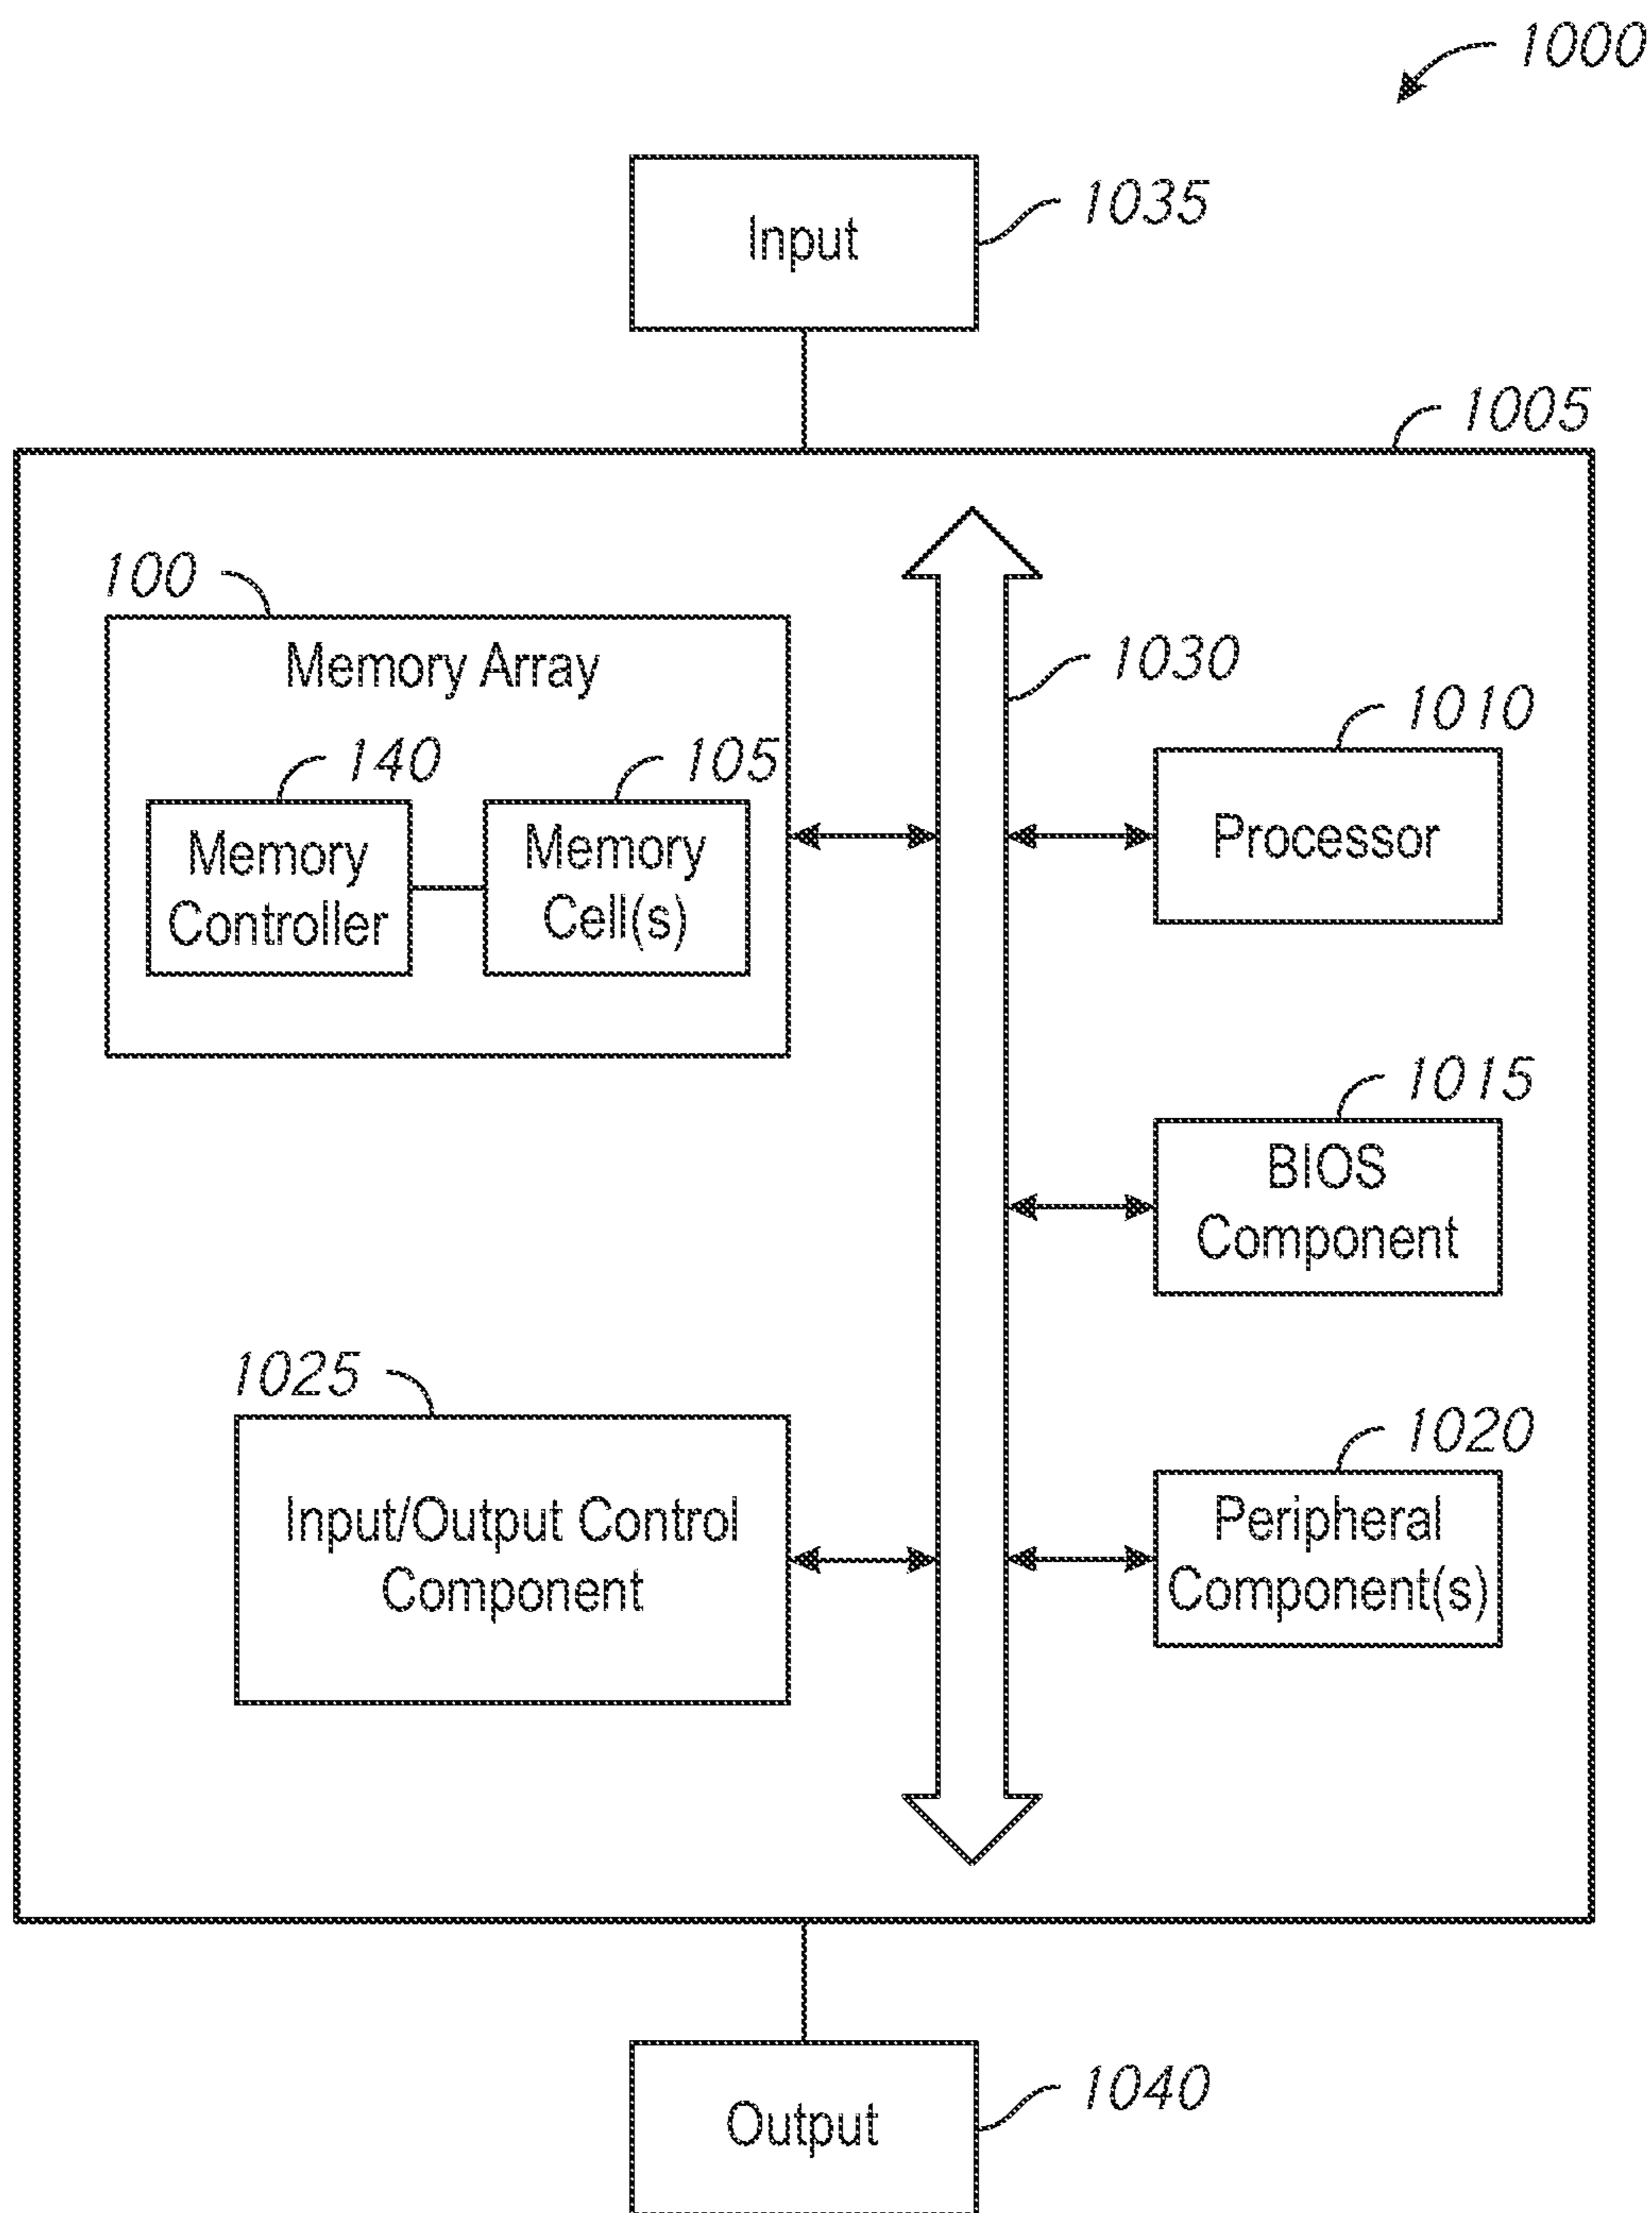 1000
1035
Input
1005
100
Memory Array
1030
1010
140
105
Memory
Controller
Memory
Cell(s)
Processor
1015
BIOS
Component
1025
1020
Input/Output Control
Component
Peripheral
Component(s)
1040
Output